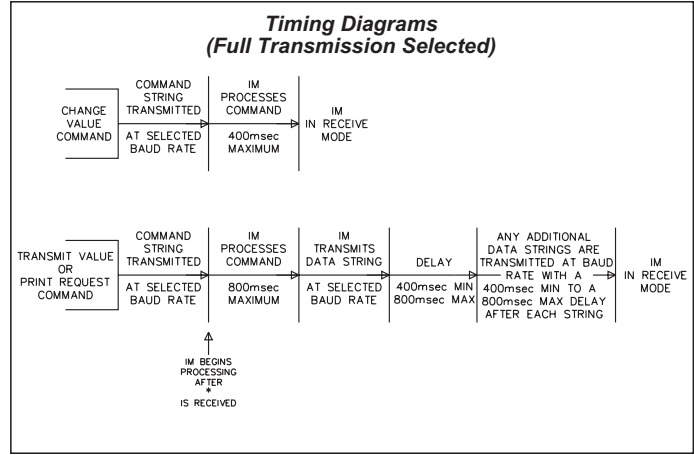 Timing Diagrams
(Full Transmission Selected)
CHANGE
VALUE
COMMAND
COMMAND
STRING
TRANSMITTED
AT SELECTED
BAUD RATE
IM
PROCESSES
COMMAND
400msec
MAXIMUM
IM
IN RECEIVE
MODE
TRANSMIT VALUE
OR
PRINT REQUEST
COMMAND
COMMAND
STRING
TRANSMITTED
AT SELECTED
BAUD RATE
IM
PROCESSES
COMMAND
800msec
MAXIMUM
IM
TRANSMITS
DATA STRING
AT SELECTED
BAUD RATE
DELAY
400msec MIN
800msec MAX
ANY ADDITIONAL
DATA STRINGS ARE
TRANSMITTED AT BAUD
RATE WITH A
400msec MIN TO A
800msec MAX DELAY
AFTER EACH STRING
IM
IN RECEIVE
MODE
IM BEGINS
PROCESSING
AFTER
*
IS RECEIVED